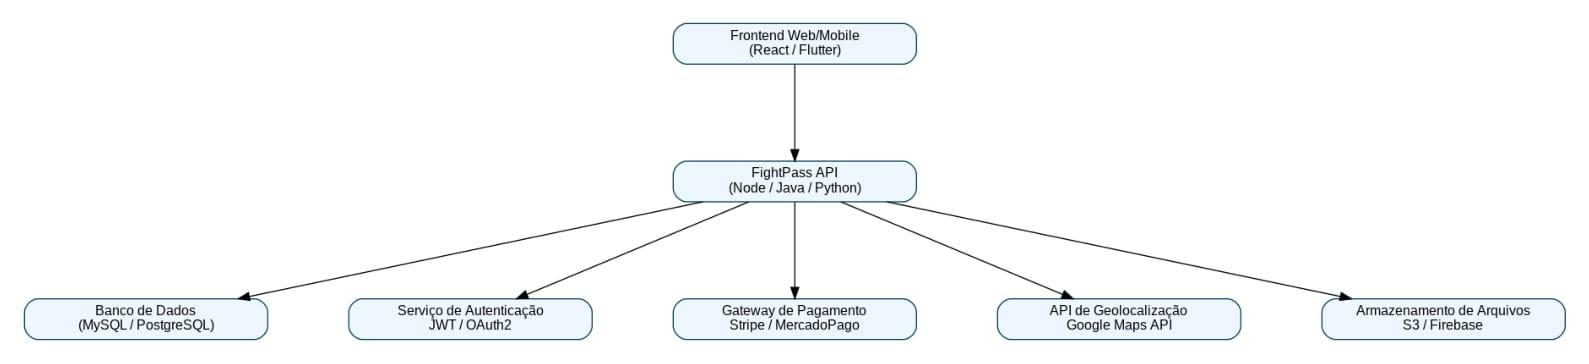 Frontend Web/Mobile
(React / Flutter)
FightPass API
(Node / Java / Python)
Banco de Dados
(MySQL / PostgreSQL)
Serviço de Autenticação
JWT / OAuth2
Gateway de Pagamento
Stripe / MercadoPago
API de Geolocalização
Google Maps API
Armazenamento de Arquivos
S3 / Firebase